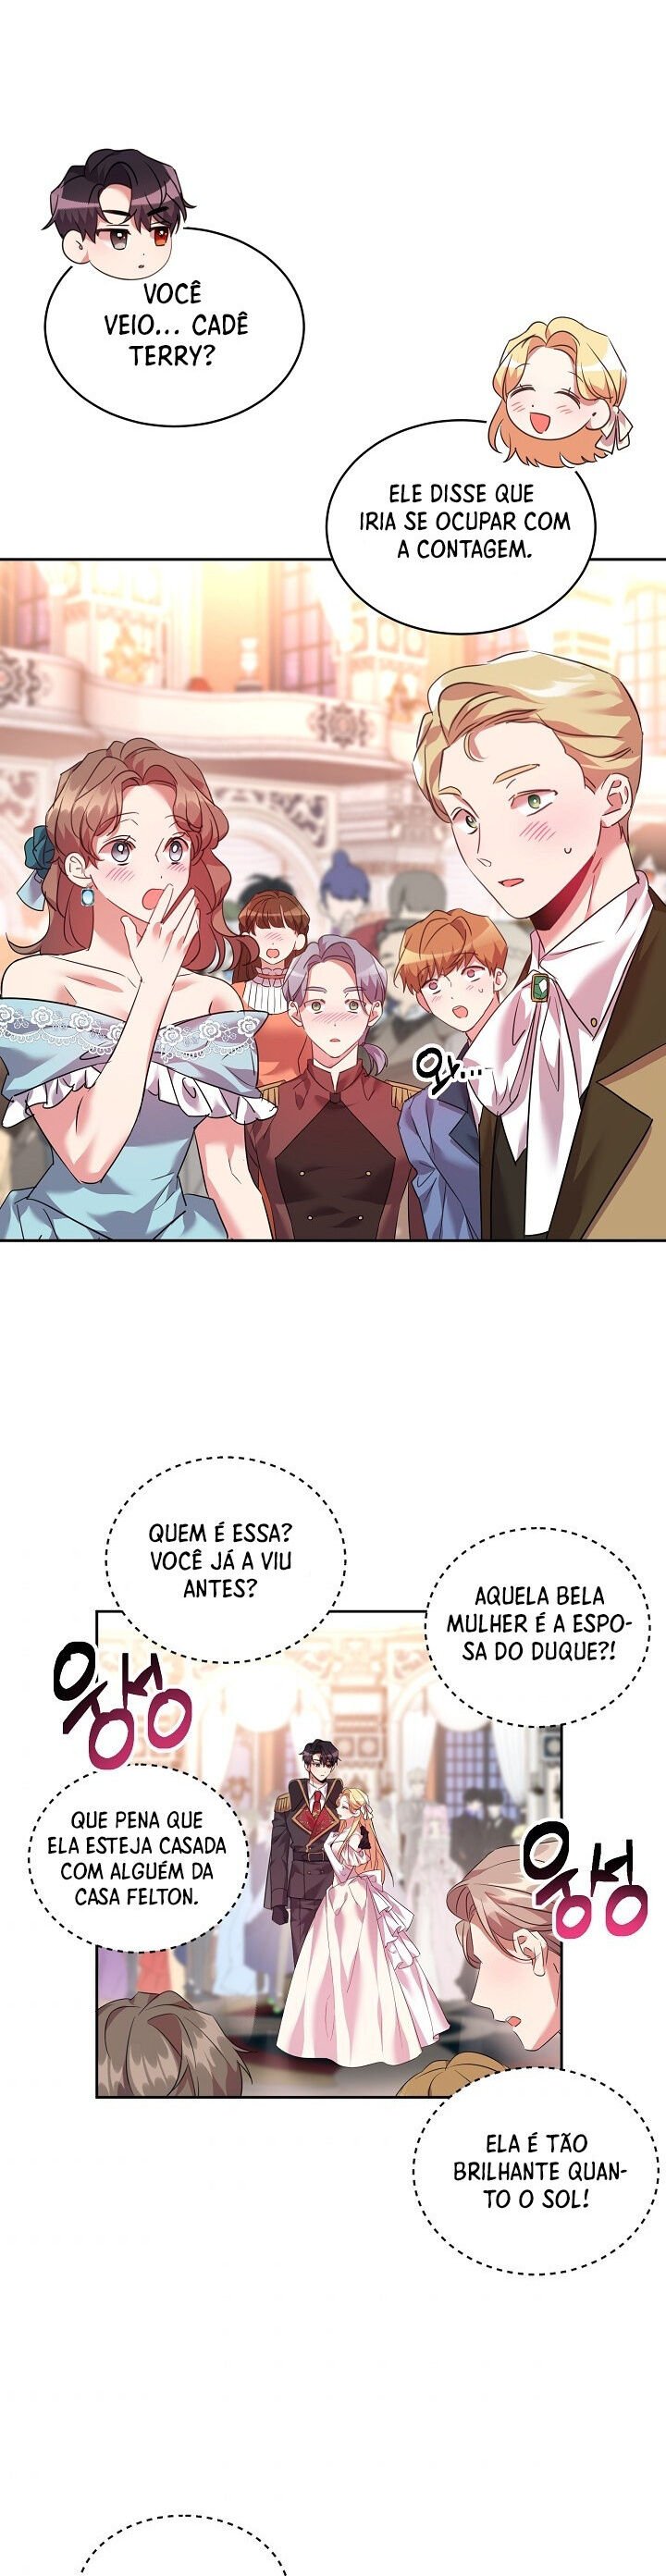 VOCÊ
VEIO... CADÊ
TERRY?
ELE DISSE QUE
IRIA SE OCUPAR COM
A CONTAGEM.
와...
QUEM É ESSA?
VOCÊ JÁ A VIU
ANTES?
AQUELA BELA
MULHER É A ESPO-
SA DO DUQUE?!
웅성
QUE PENA QUE
ELA ESTEJA CASADA
COM ALGUÉM DA
CASA FELTON.
웅성
ELA É TÃO
BRILHANTE QUAN-
TO O SOL!